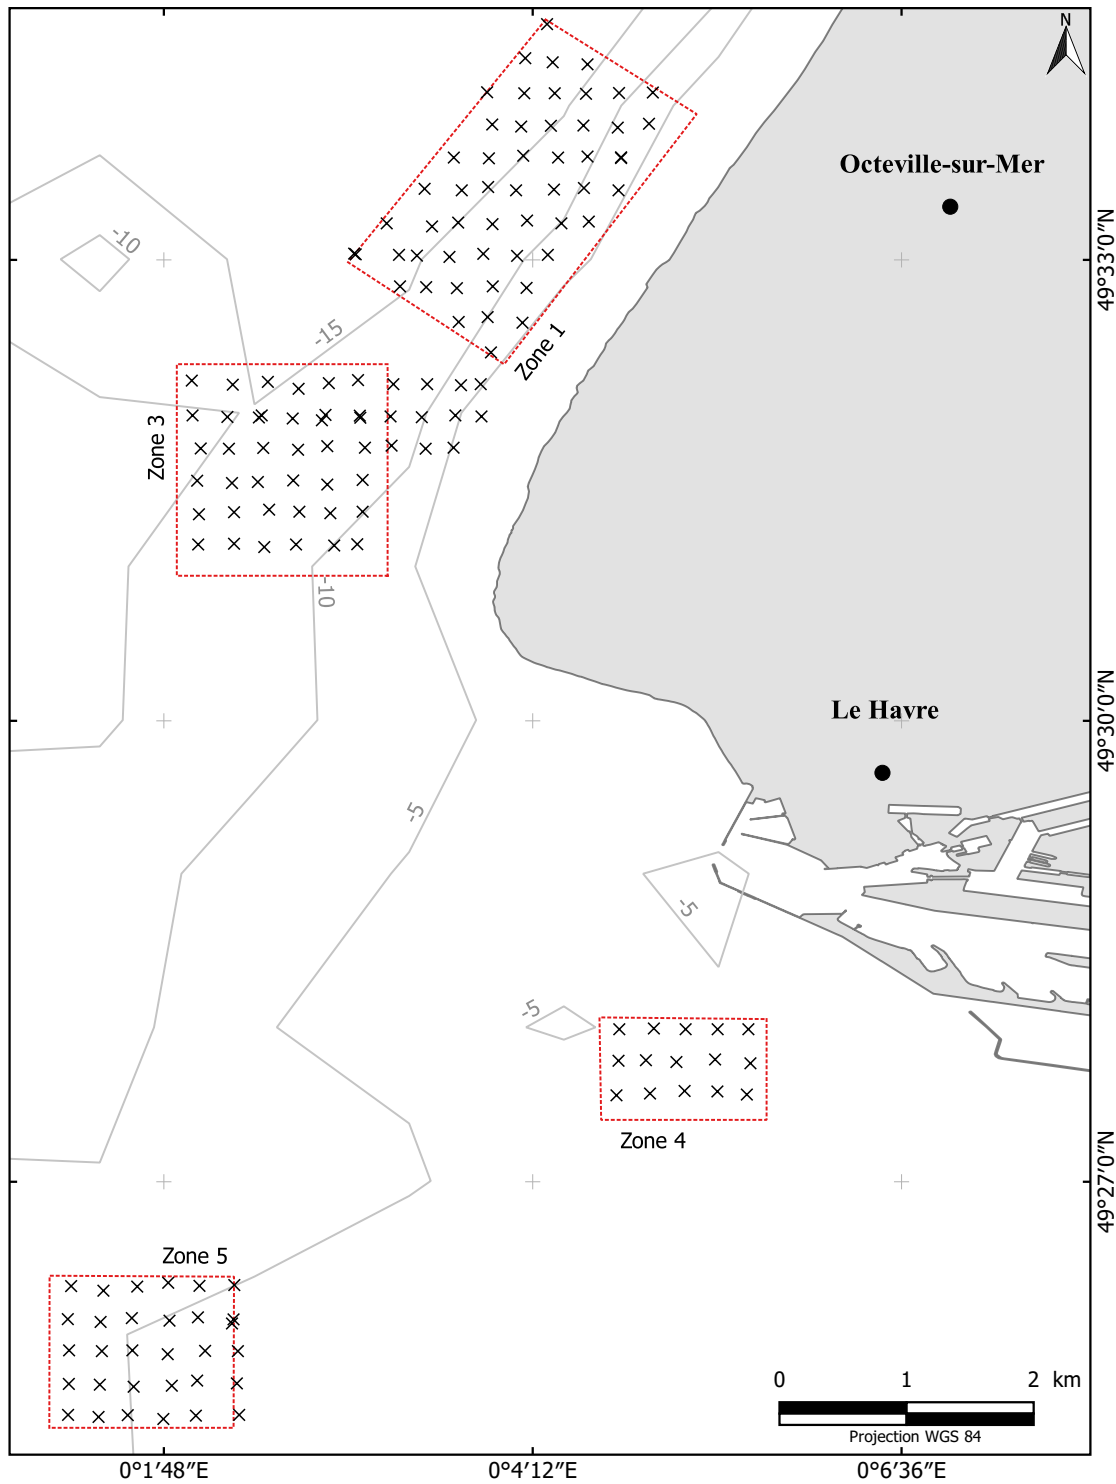 N
Octeville-sur-Mer
-10
49°33′0″N
-15
Zone 1
Zone 3
-10
Le Havre
49°30′0″N
-5
-5
-5
Zone 4
49°27′0″N
Zone 5
0 1 2 km
Projection WGS 84
0°1′48″E 0°4′12″E 0°6′36″E